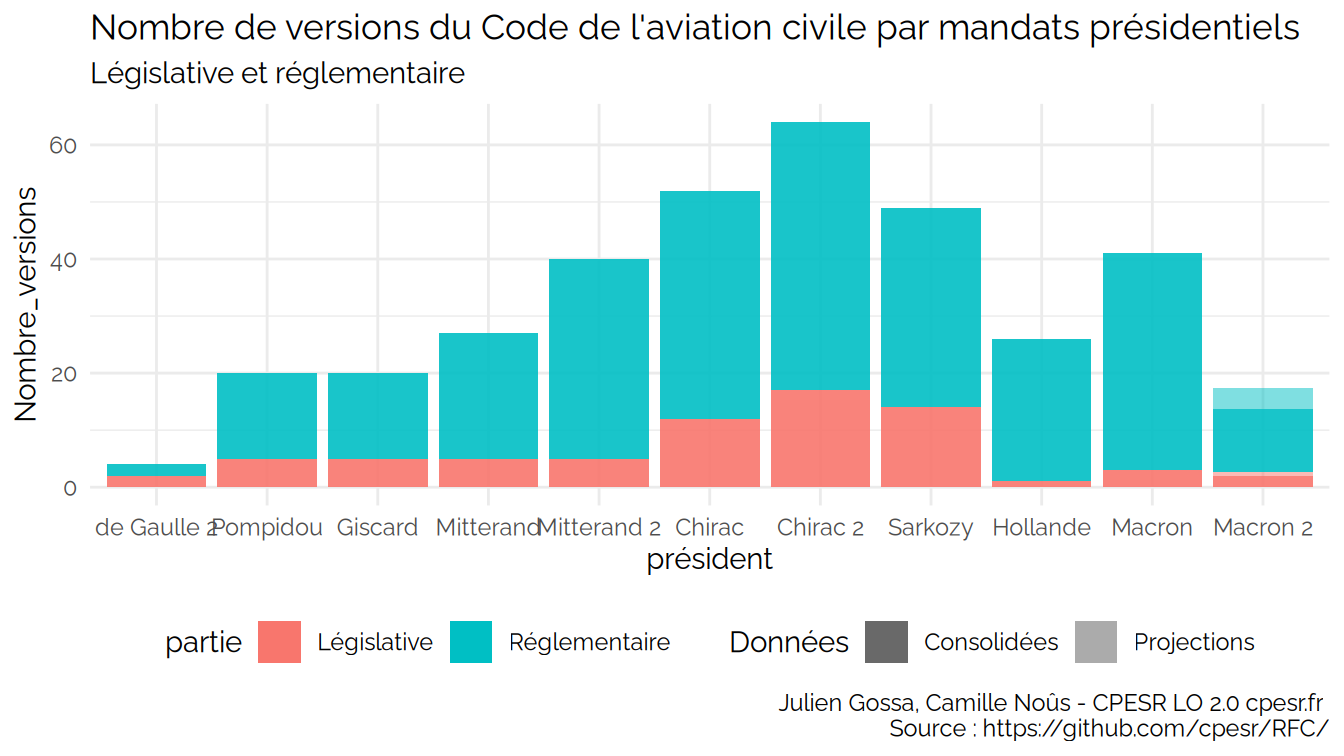 Nombre de versions du Code de l'aviation civile par mandats présidentiels
Législative et réglementaire
Nombre_versions
60
40
20
0
de Gaulle 2 Pompidou Giscard Mitterand Mitterand 2 Chirac Chirac 2 Sarkozy Hollande Macron Macron 2
président
partie Législative Réglementaire Données Consolidées Projections
Julien Gossa, Camille Noûs - CPESR LO 2.0 cpesr.fr
Source : https://github.com/cpesr/RFC/